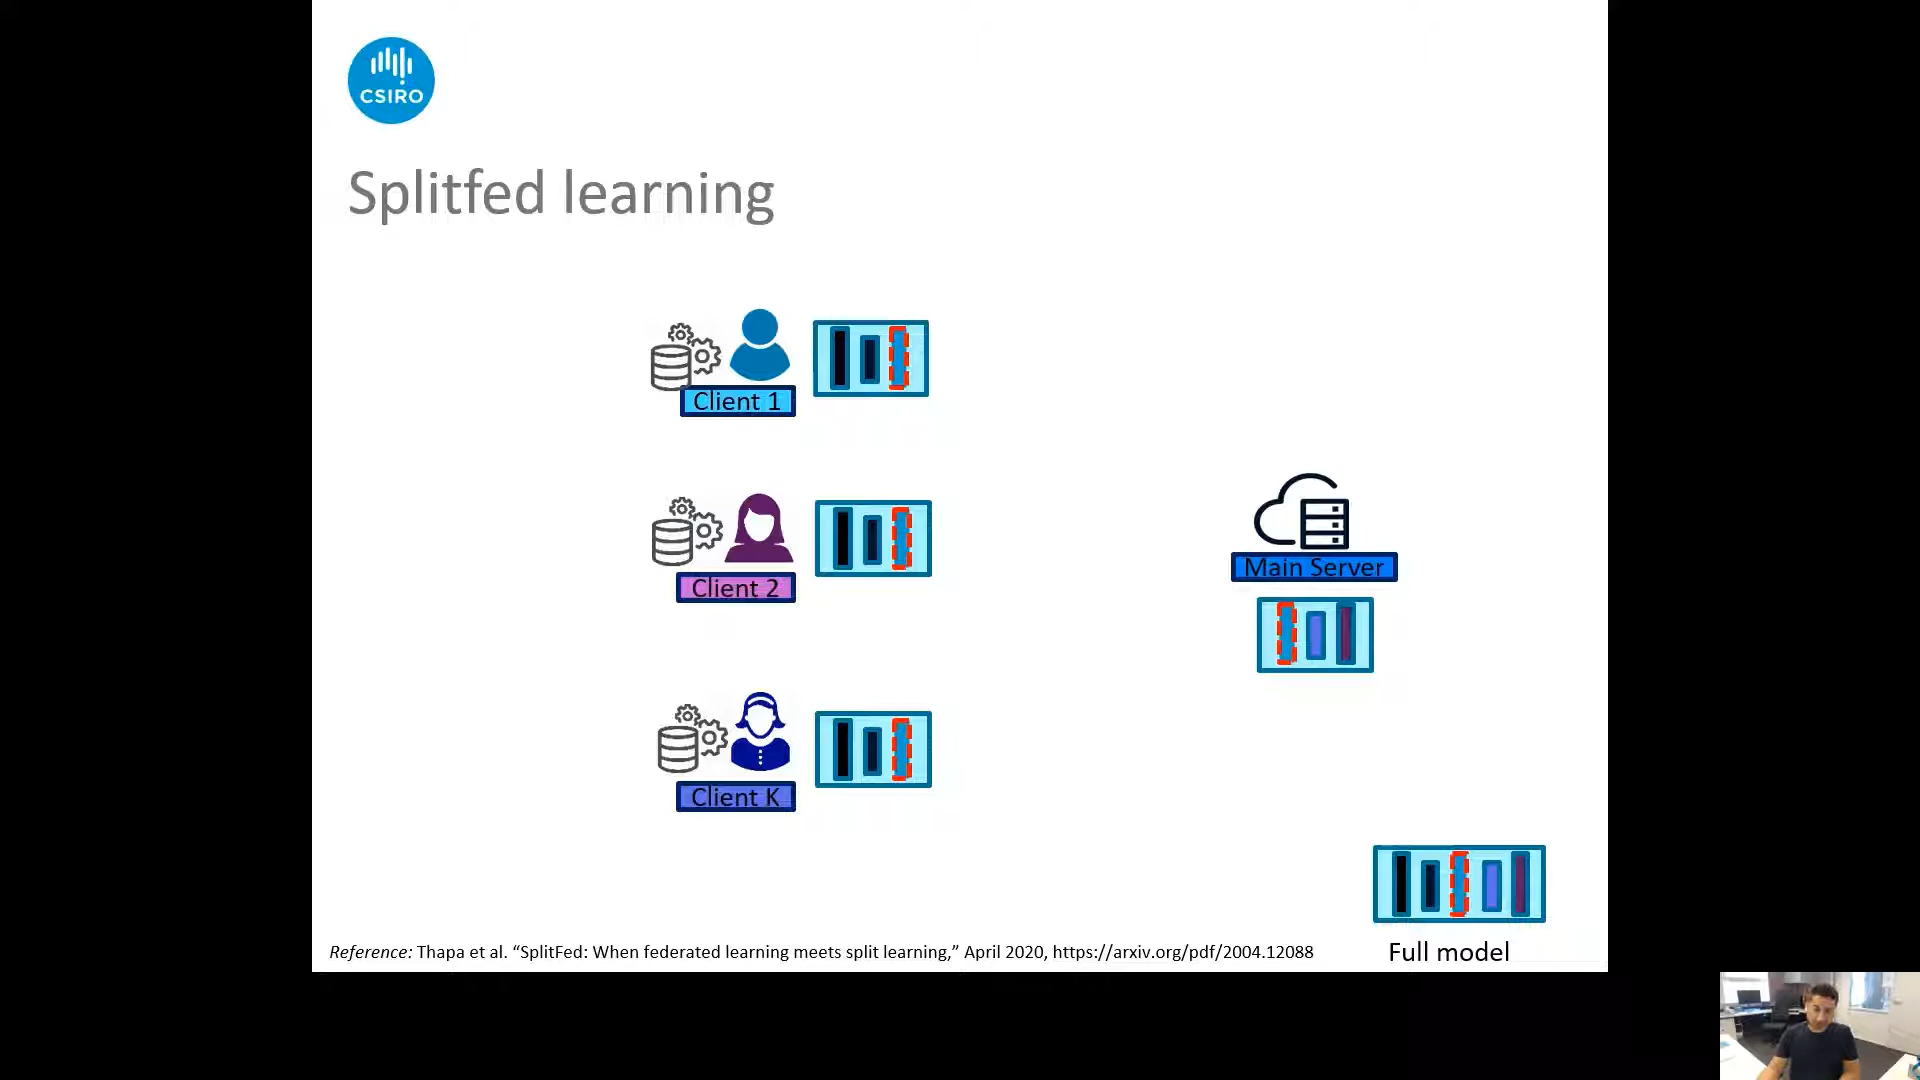 CSIRO
Splitfed learning
Client 1
Client 2
Main Server
Client K
Reference: Thapa et al. “SplitFed: When federated learning meets split learning,” April 2020, https://arxiv.org/pdf/2004.12088
Full model